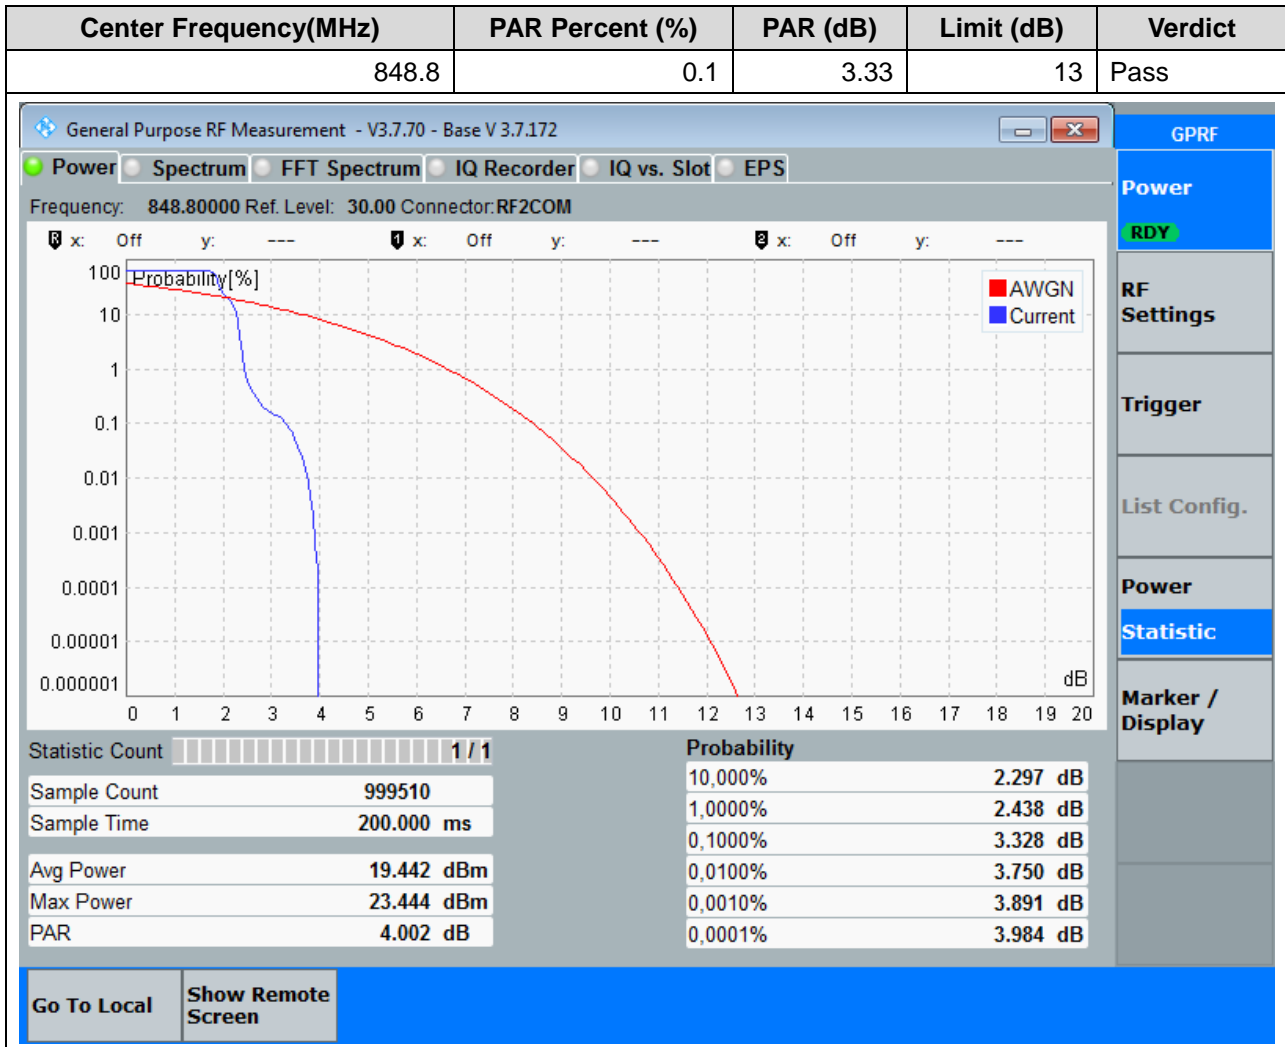 Center Frequency(MHz) PAR Percent (%) PAR (dB) Limit (dB) Verdict
848.8 0.1 3.33 13 Pass
General Purpose RF Measurement - V3.7.70 - Base V 3.7.172
GPRF
Power Spectrum FFT Spectrum IQ Recorder IQ vs. Slot EPS
Power
RDY
Frequency: 848.80000 Ref. Level: 30.00 Connector: RF2COM
R x: Off y: --- 1 x: Off y: --- 2 x: Off y: ---
Probability[%]
100
10
1
0.1
0.01
0.001
0.0001
0.00001
0.000001
AWGN
Current
dB
0 1 2 3 4 5 6 7 8 9 10 11 12 13 14 15 16 17 18 19 20
RF
Settings
Trigger
List Config.
Power
Statistic
Marker /
Display
Statistic Count 1 / 1
Sample Count 999510
Sample Time 200.000 ms
Avg Power 19.442 dBm
Max Power 23.444 dBm
PAR 4.002 dB
Probability
10,000% 2.297 dB
1,0000% 2.438 dB
0,1000% 3.328 dB
0,0100% 3.750 dB
0,0010% 3.891 dB
0,0001% 3.984 dB
Go To Local
Show Remote
Screen